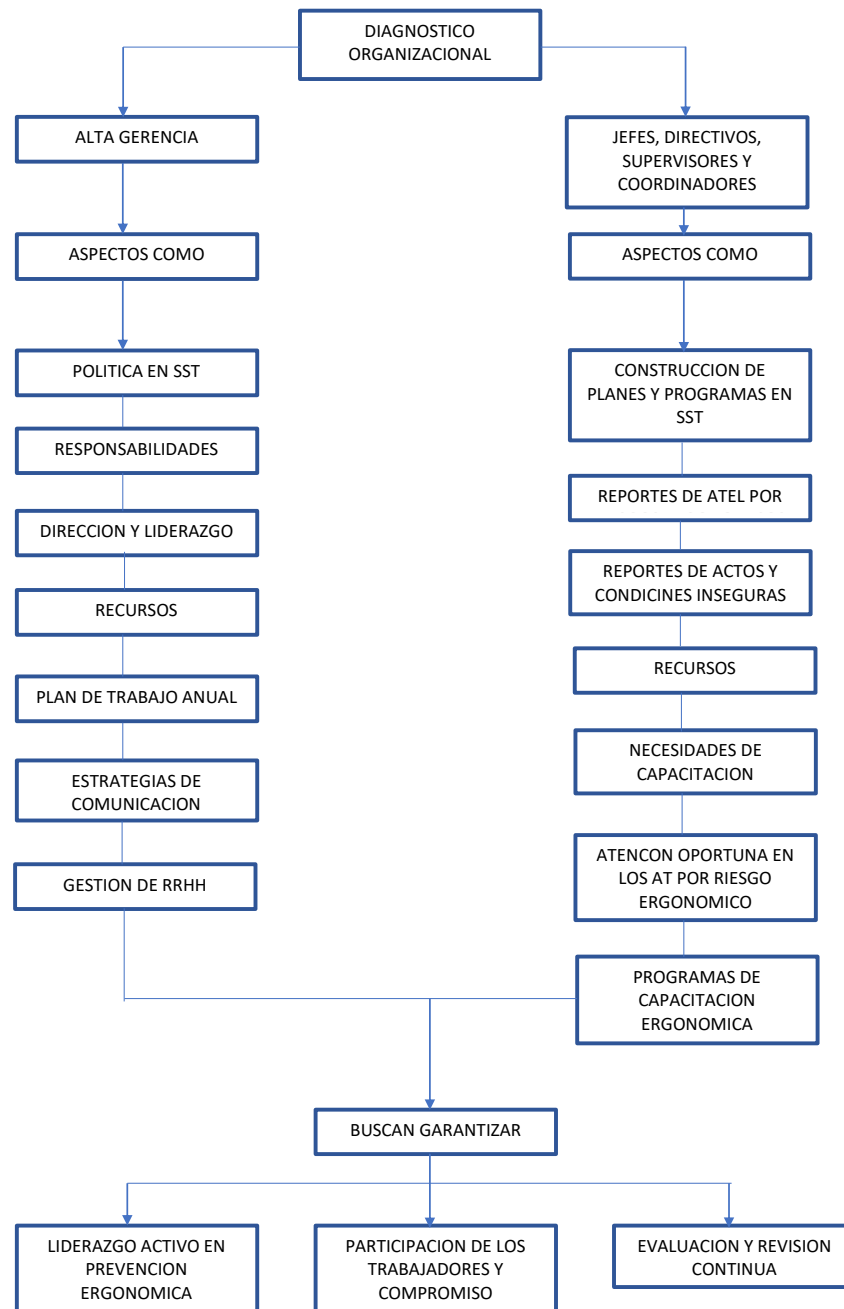 DIAGNOSTICO
ORGANIZACIONAL
ALTA GERENCIA
JEFES, DIRECTIVOS,
SUPERVISORES Y
COORDINADORES
ASPECTOS COMO
ASPECTOS COMO
POLITICA EN SST
RESPONSABILIDADES
DIRECCION Y LIDERAZGO
RECURSOS
PLAN DE TRABAJO ANUAL
ESTRATEGIAS DE
COMUNICACION
GESTION DE RRHH
CONSTRUCCION DE
PLANES Y PROGRAMAS EN
SST
REPORTES DE ATEL POR
REPORTES DE ACTOS Y
CONDICINES INSEGURAS
RECURSOS
NECESIDADES DE
CAPACITACION
ATENCON OPORTUNA EN
LOS AT POR RIESGO
ERGONOMICO
PROGRAMAS DE
CAPACITACION
ERGONOMICA
BUSCAN GARANTIZAR
LIDERAZGO ACTIVO EN
PREVENCION
ERGONOMICA
PARTICIPACION DE LOS
TRABAJADORES Y
COMPROMISO
EVALUACION Y REVISION
CONTINUA